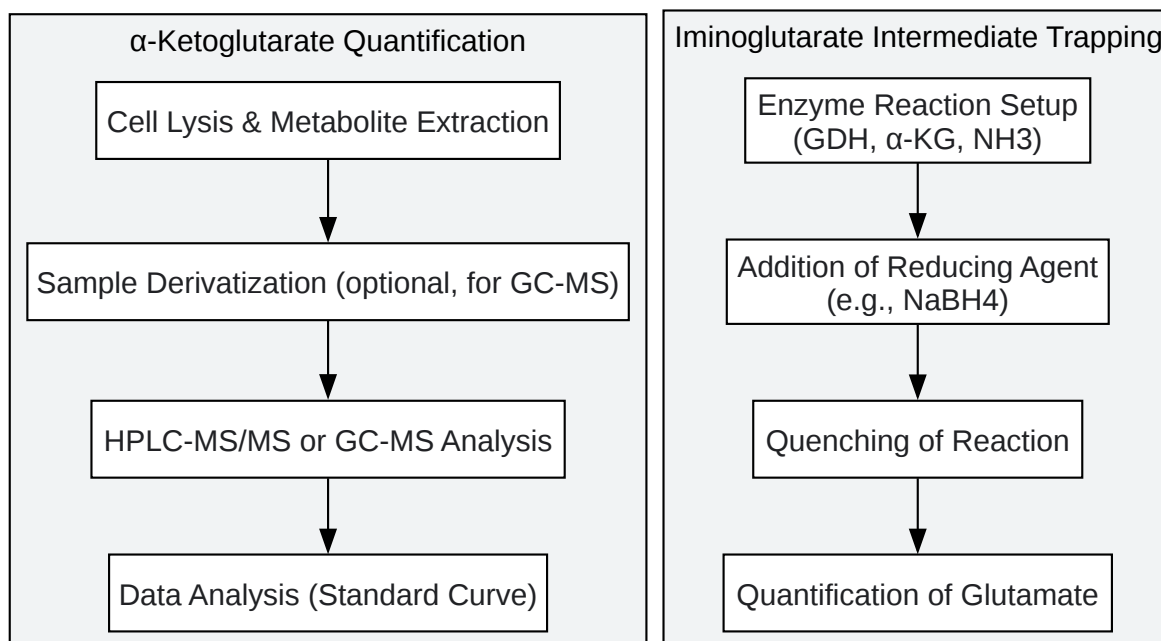 α-Ketoglutarate Quantification
Cell Lysis & Metabolite Extraction
Sample Derivatization (optional, for GC-MS)
HPLC-MS/MS or GC-MS Analysis
Data Analysis (Standard Curve)
Iminoglutarate Intermediate Trapping
Enzyme Reaction Setup
(GDH, α-KG, NH3)
Addition of Reducing Agent
(e.g., NaBH4)
Quenching of Reaction
Quantification of Glutamate